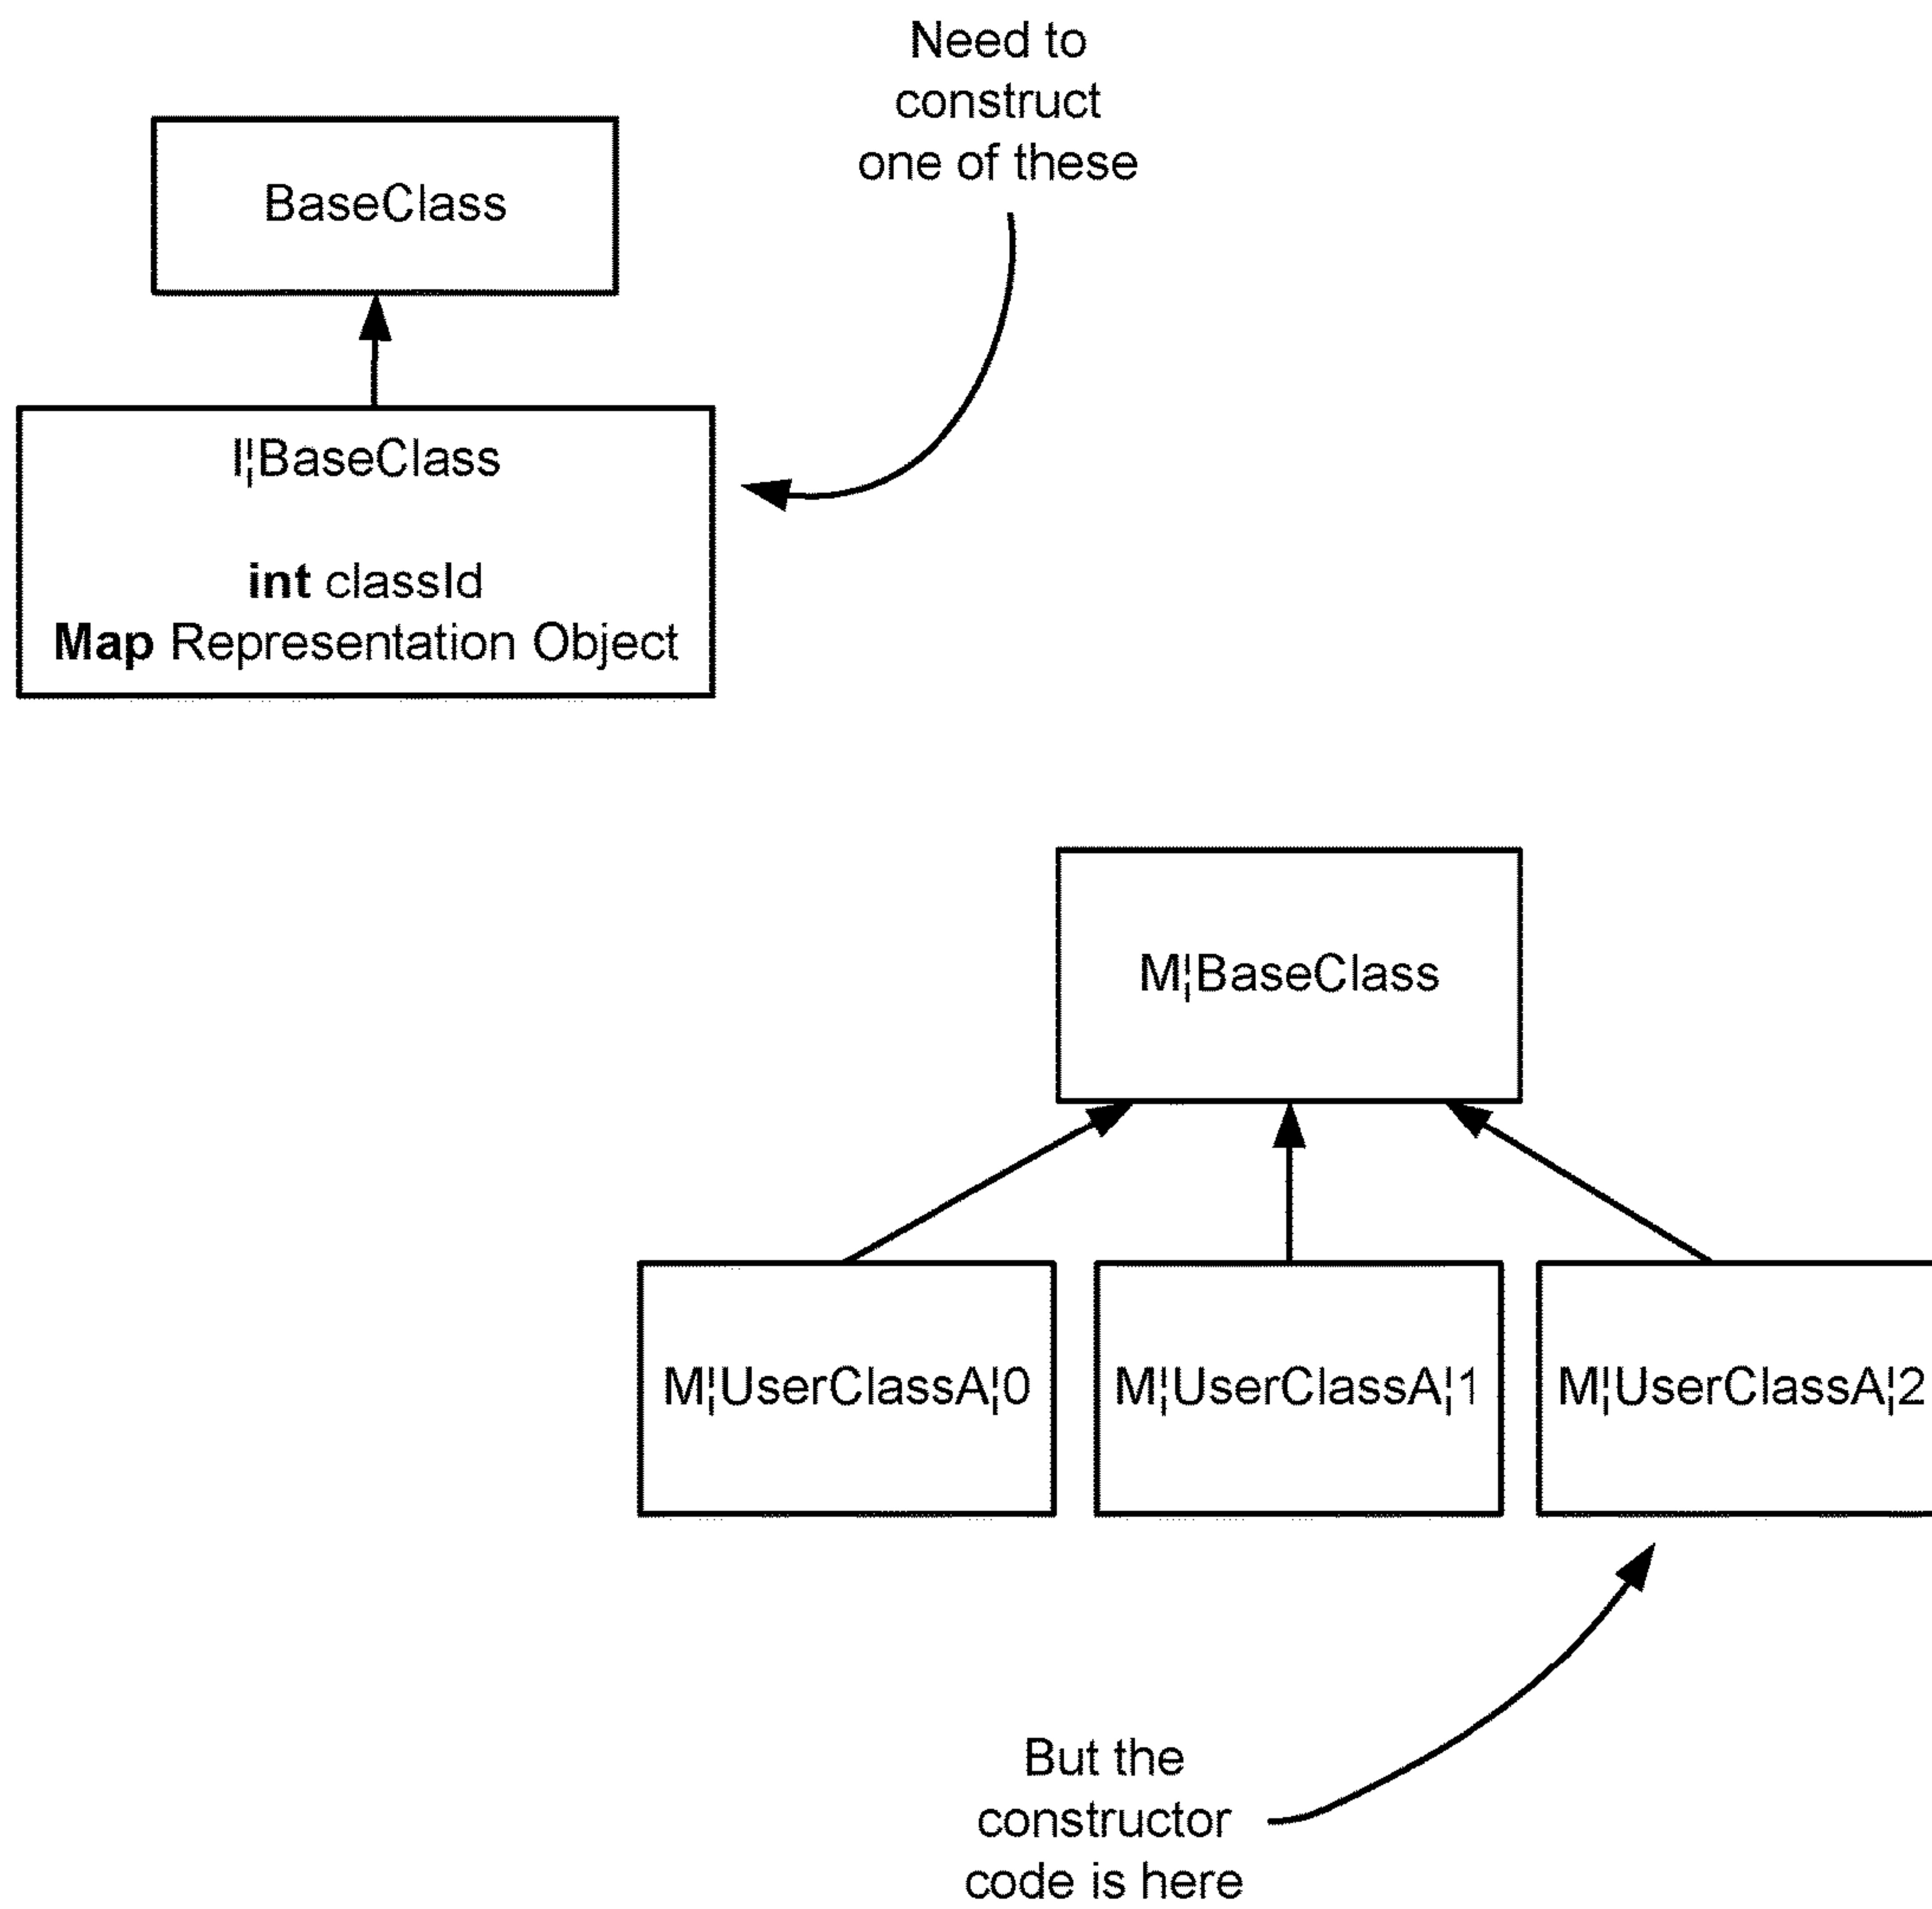 Need to
construct
one of these
BaseClass
I¦BaseClass
int classId
Map Representation Object
M¦BaseClass
M¦UserClassA¦0
M¦UserClassA¦1
M¦UserClassA¦2
But the
constructor
code is here